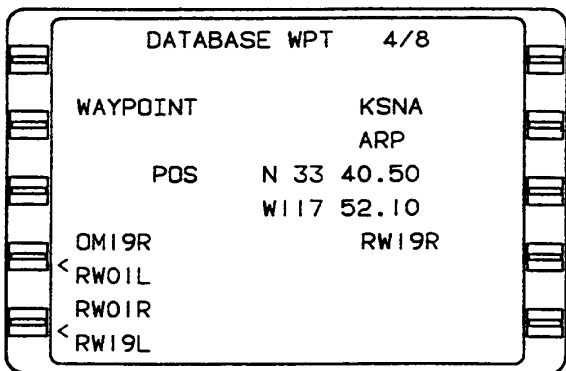 DATABASE WPT 4/8
WAYPOINT KSNA
ARP
POS N 33 40.50
W117 52.10
OM19R RW19R
<RW01L
RW01R
<RW19L